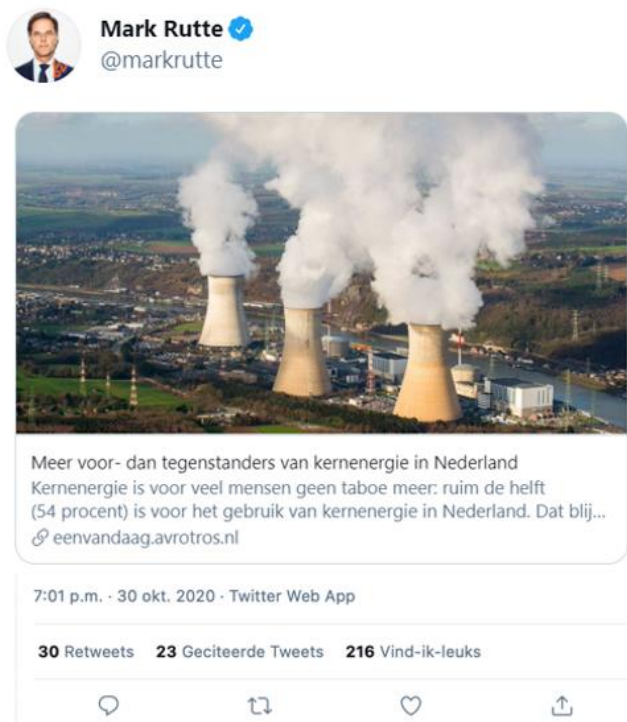 Mark Rutte
@markrutte
Meer voor- dan tegenstanders van kernenergie in Nederland
Kernenergie is voor veel mensen geen taboe meer: ruim de helft
(54 procent) is voor het gebruik van kernenergie in Nederland. Dat blij...
eenvandaag.avrotros.nl
7:01 p.m. · 30 okt. 2020 · Twitter Web App
30 Retweets 23 Geciteerde Tweets 216 Vind-ik-leuks